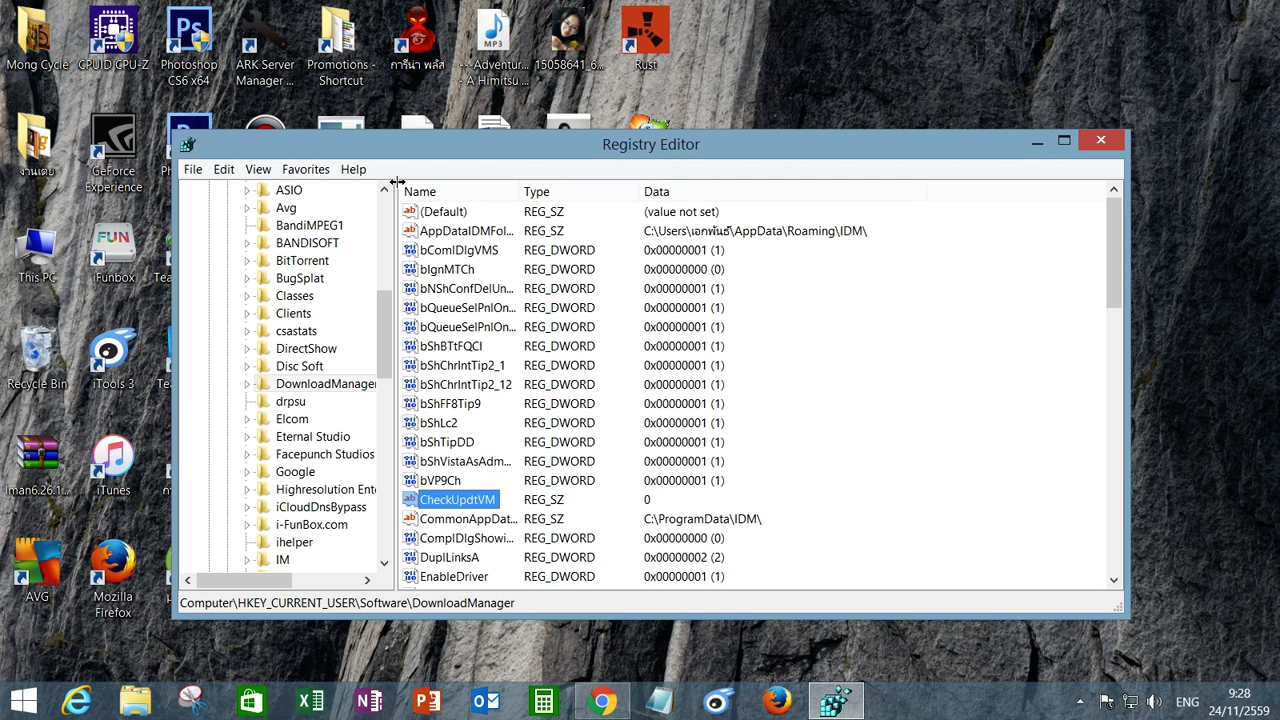 Mong Cycle
CPUID CPU-Z
Photoshop
CS6 x64
ARK Server
Manager ...
Promotions -
Shortcut
การีนา พลัส
MP3
---Adventur...
- A Himitsu ...
15058641_6...
Rust
งานเตย
GeForce
Experience
This PC
FUN
iFunbox
Recycle Bin
iTools 3
lman6.26.1...
iTunes
AVG
Mozilla
Firefox
Registry Editor
File Edit View Favorites Help
ASIO
Avg
BandiMPEG1
BANDISOFT
BitTorrent
BugSplat
Classes
Clients
csastats
DirectShow
Disc Soft
DownloadManager
drpsu
Elcom
Eternal Studio
Facepunch Studios
Google
Highresolution Ente
iCloudDnsBypass
i-FunBox.com
ihelper
IM
Name Type Data
(Default) REG_SZ (value not set)
AppDataIDMFol... REG_SZ C:\Users\เอกพันธ์\AppData\Roaming\IDM\
bComIDlgVMS REG_DWORD 0x00000001 (1)
bIgnMTCh REG_DWORD 0x00000000 (0)
bNShConfDelUn... REG_DWORD 0x00000001 (1)
bQueueSelPnlOn... REG_DWORD 0x00000001 (1)
bQueueSelPnlOn... REG_DWORD 0x00000001 (1)
bShBTtFQCI REG_DWORD 0x00000001 (1)
bShChrIntTip2_1 REG_DWORD 0x00000001 (1)
bShChrIntTip2_12 REG_DWORD 0x00000001 (1)
bShFF8Tip9 REG_DWORD 0x00000001 (1)
bShLc2 REG_DWORD 0x00000001 (1)
bShTipDD REG_DWORD 0x00000001 (1)
bShVistaAsAdm... REG_DWORD 0x00000001 (1)
bVP9Ch REG_DWORD 0x00000001 (1)
CheckUpdtVM REG_SZ 0
CommonAppDat... REG_SZ C:\ProgramData\IDM\
ComplDlgShowi... REG_DWORD 0x00000000 (0)
DuplLinksA REG_DWORD 0x00000002 (2)
EnableDriver REG_DWORD 0x00000001 (1)
Computer\HKEY_CURRENT_USER\Software\DownloadManager
ENG
9:28
24/11/2559